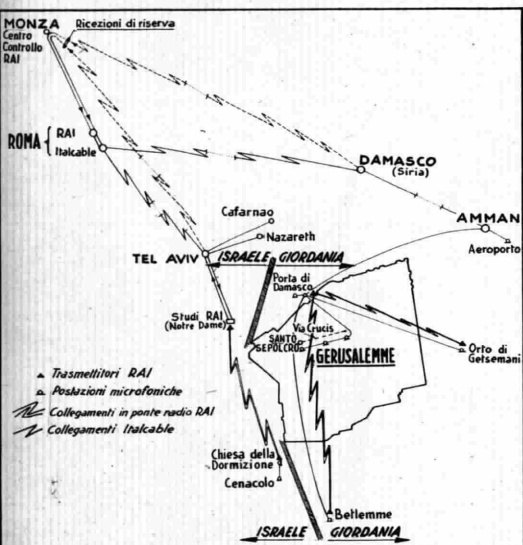 MONZA
Centro
Controllo
RAI
Ricezioni di riserva
ROMA
RAI
Italcable
DAMASCO
(Siria)
AMMAN
Aeroporto
Cafarnao
Nazareth
TEL AVIV
ISRAELE GIORDANIA
Porta di
Damasco
Studi RAI
(Notre Dame)
Via Crucis
SANTO
SEPOLCRO
GERUSALEMME
Orto di
Getsemani
Trasmettitori RAI
Postazioni microfoniche
Collegamenti in ponte radio RAI
Collegamenti Italcable
Chiesa della
Dormizione
Cenacolo
Betlemme
ISRAELE GIORDANIA